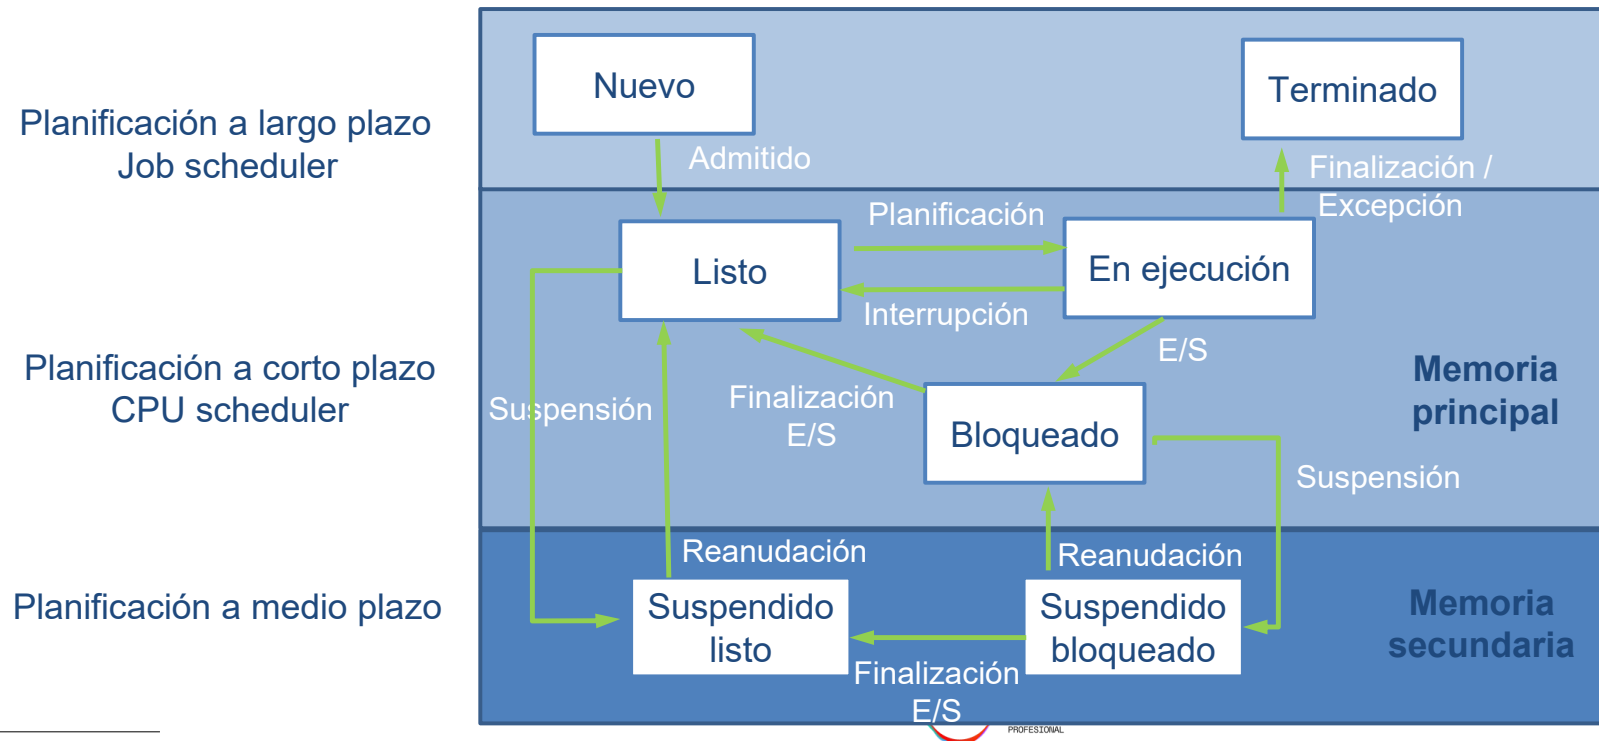 Nuevo
Terminado
Planificación a largo plazo
Job scheduler
Admitido
Finalización /
Excepción
Planificación
Listo
En ejecución
Interrupción
E/S
Planificación a corto plazo
CPU scheduler
Suspensión
Finalización
E/S
Bloqueado
Memoria
principal
Suspensión
Reanudación
Reanudación
Planificación a medio plazo
Suspendido
listo
Suspendido
bloqueado
Memoria
secundaria
Finalización
E/S
PROFESIONAL